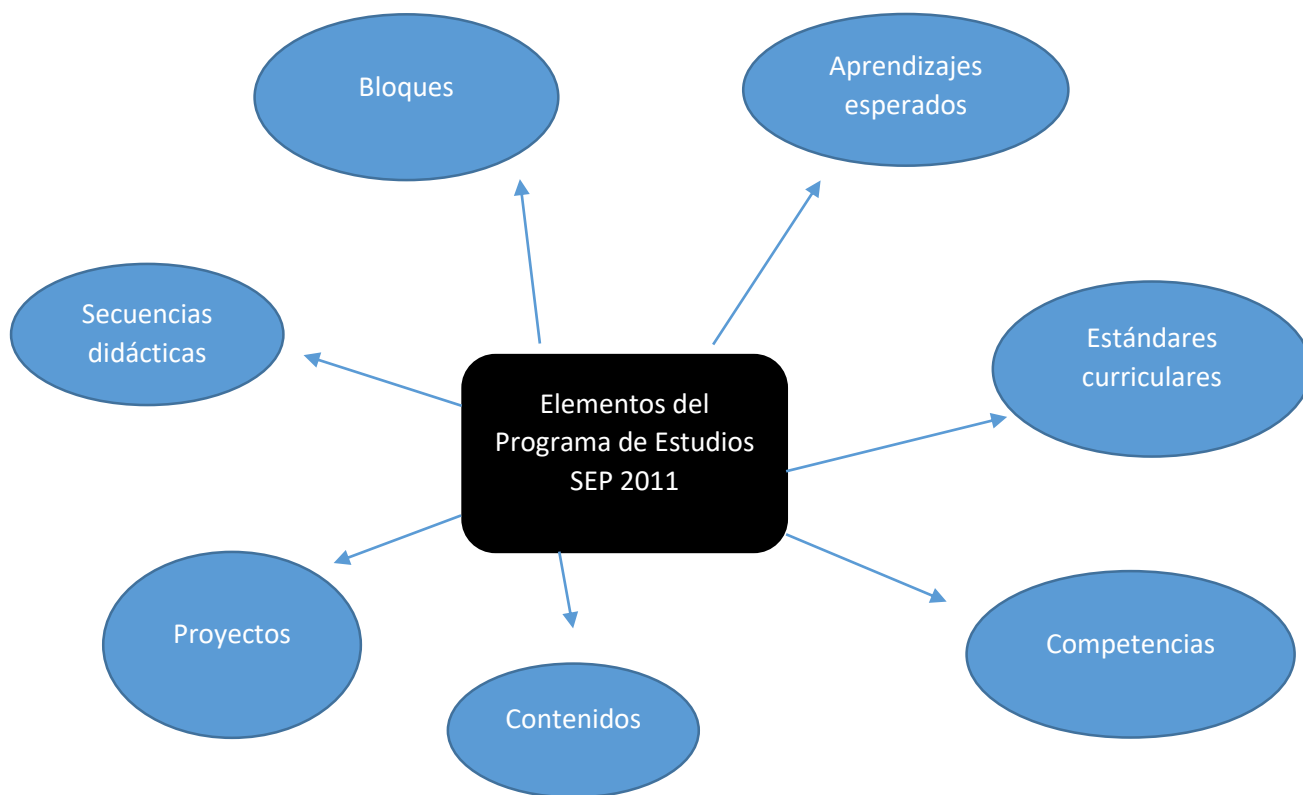 Bloques
Aprendizajes
esperados
Secuencias
didácticas
Estándares
curriculares
Elementos del
Programa de Estudios
SEP 2011
Proyectos
Competencias
Contenidos